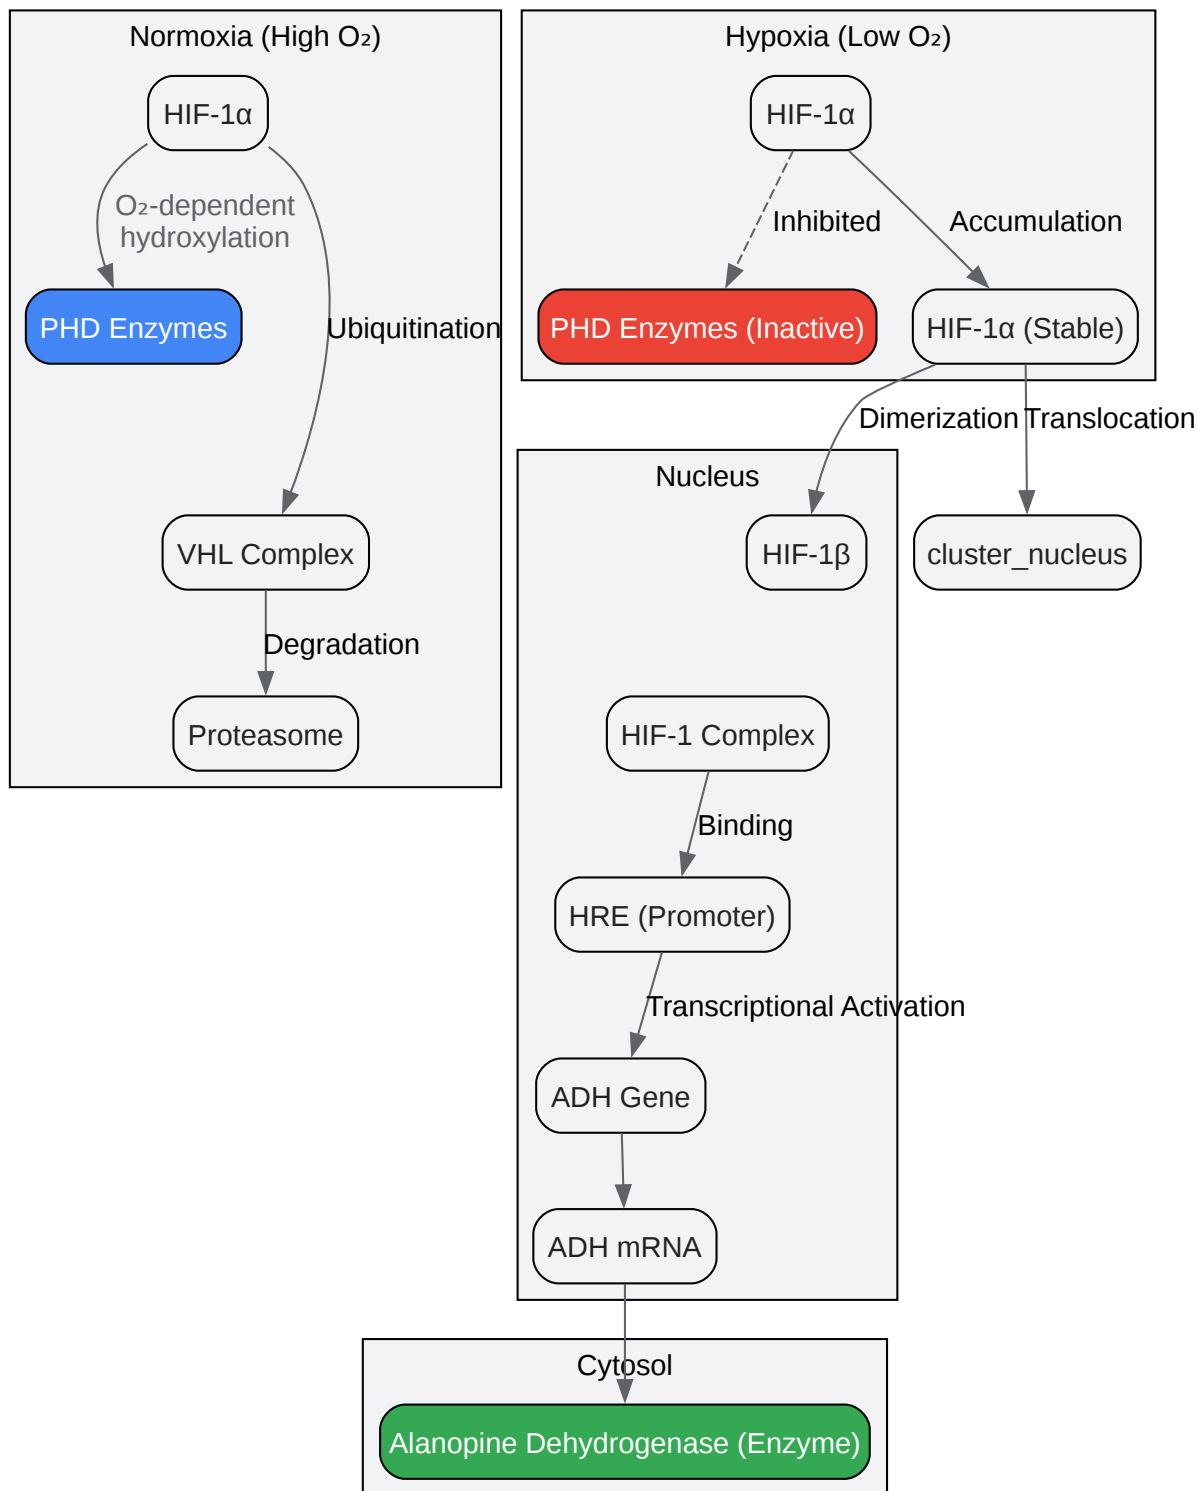 Normoxia (High O₂)
HIF-1α
O₂-dependent
hydroxylation
PHD Enzymes
Ubiquitination
VHL Complex
Degradation
Proteasome
Hypoxia (Low O₂)
HIF-1α
Inhibited
Accumulation
PHD Enzymes (Inactive)
HIF-1α (Stable)
Dimerization
Translocation
Nucleus
HIF-1β
cluster_nucleus
HIF-1 Complex
Binding
HRE (Promoter)
Transcriptional Activation
ADH Gene
ADH mRNA
Cytosol
Alanopine Dehydrogenase (Enzyme)